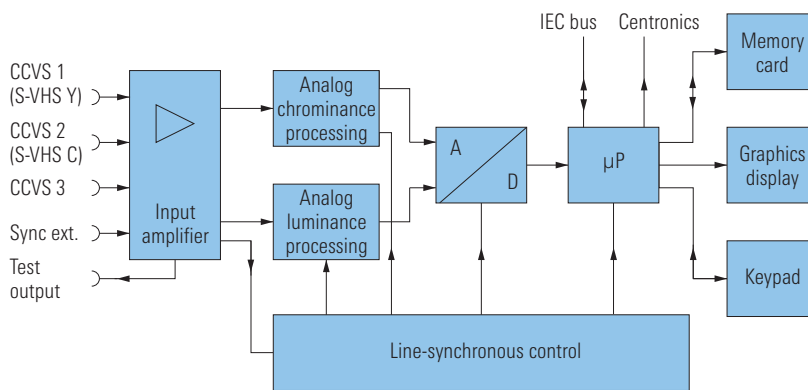 IEC bus
Centronics
Memory
card
CCVS 1
(S-VHS Y)
CCVS 2
(S-VHS C)
CCVS 3
Sync ext.
Test
output
Input
amplifier
Analog
chrominance
processing
Analog
luminance
processing
A
D
µP
Graphics
display
Keypad
Line-synchronous control